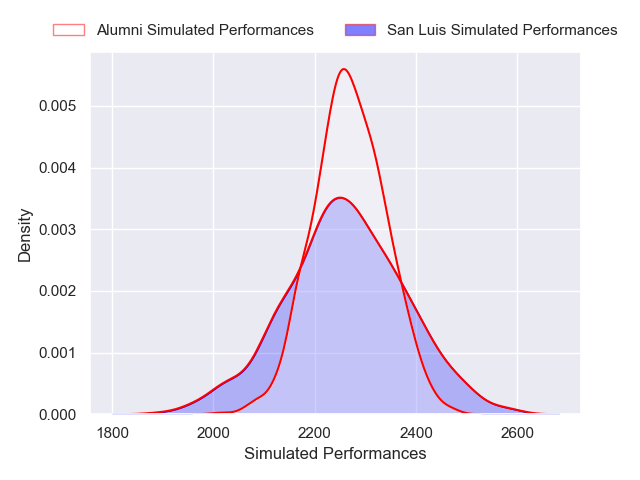 Alumni Simulated Performances San Luis Simulated Performances
0.005
0.004
0.003
0.002
0.001
0.000
Density
1800 2000 2200 2400 2600
Simulated Performances